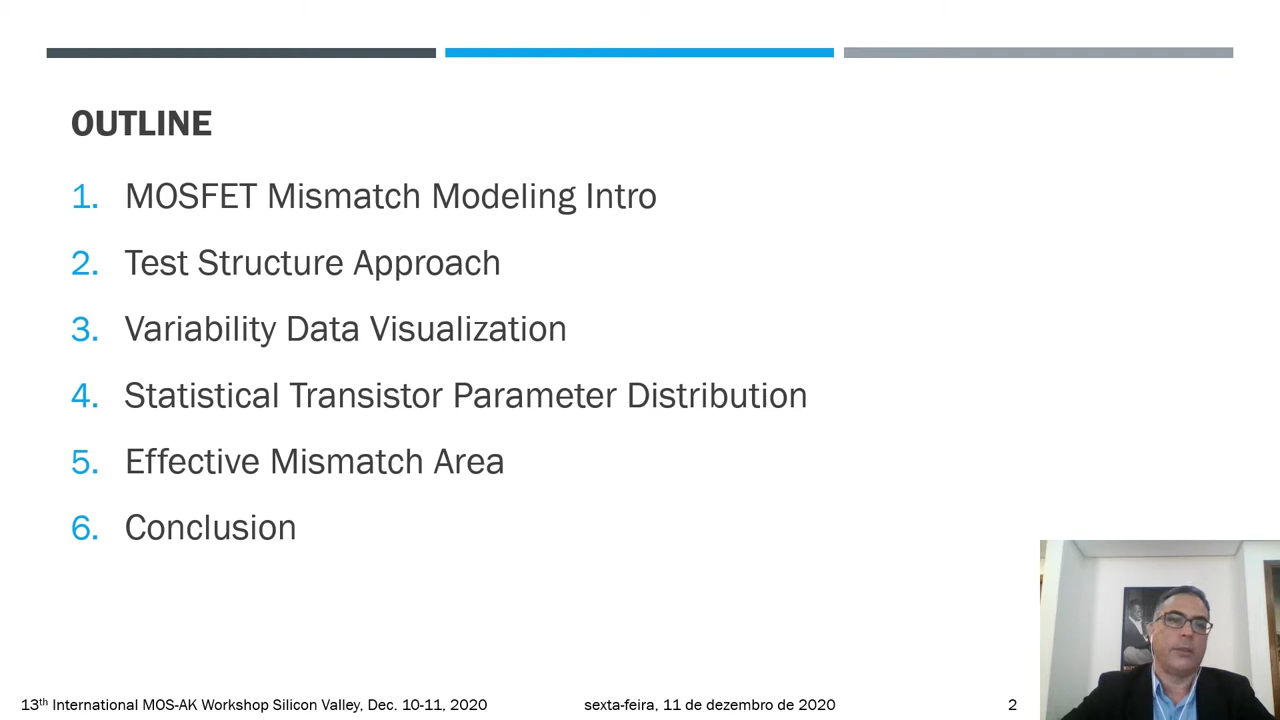 OUTLINE
1. MOSFET Mismatch Modeling Intro
2. Test Structure Approach
3. Variability Data Visualization
4. Statistical Transistor Parameter Distribution
5. Effective Mismatch Area
6. Conclusion
13th International MOS-AK Workshop Silicon Valley, Dec. 10-11, 2020 sexta-feira, 11 de dezembro de 2020 2